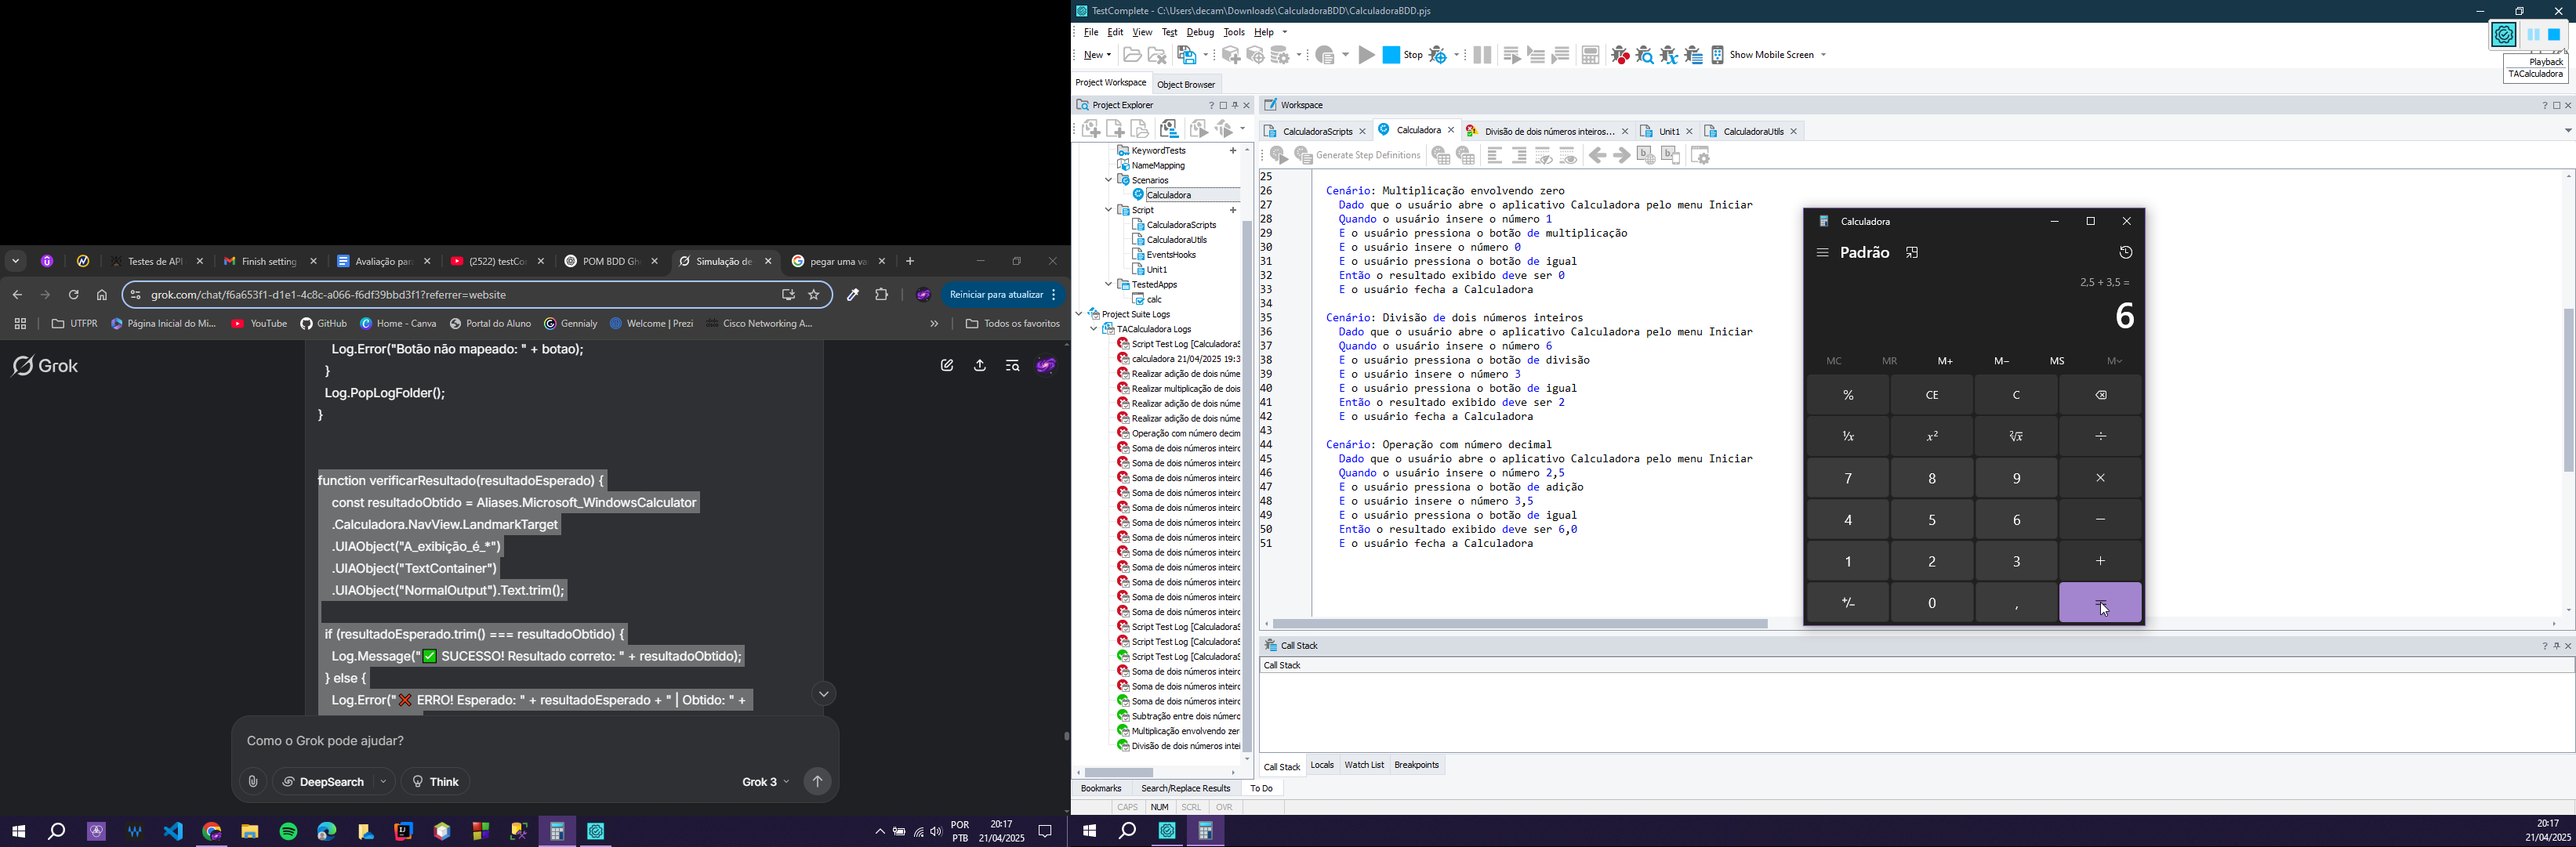 Testes de API
Finish setting
Avaliação par
(2522) testCo
POM BDD Gh
Simulação de
pegar uma va
grok.com/chat/f6a653f1-d1e1-4c8c-a066-f6df39bbd3f1?referrer=website
Reiniciar para atualizar
UTFPR
Página Inicial do Mi...
YouTube
GitHub
Home - Canva
Portal do Aluno
Gennialy
Welcome | Prezi
Cisco Networking A...
Todos os favoritos
Grok
Log.Error("Botão não mapeado: " + botao);
}
Log.PopLogFolder();
}
function verificarResultado(resultadoEsperado) {
const resultadoObtido = Aliases.Microsoft_WindowsCalculator
.Calculadora.NavView.LandmarkTarget
.UIAObject("A_exibição_é_*")
.UIAObject("TextContainer")
.UIAObject("NormalOutput").Text.trim();
if (resultadoEsperado.trim() === resultadoObtido) {
Log.Message("✅ SUCESSO! Resultado correto: " + resultadoObtido);
} else {
Log.Error("❌ ERRO! Esperado: " + resultadoEsperado + " | Obtido: " +
Como o Grok pode ajudar?
DeepSearch
Think
Grok 3
POR
PTB
20:17
21/04/2025
TestComplete - C:\Users\decam\Downloads\CalculadoraBDD\CalculadoraBDD.pjs
File Edit View Test Debug Tools Help
New
Stop
Show Mobile Screen
Playback
TACalculadora
Project Workspace
Object Browser
Project Explorer
KeywordTests
NameMapping
Scenarios
Calculadora
Script
CalculadoraScripts
CalculadoraUtils
EventsHooks
Unit1
TestedApps
calc
Project Suite Logs
TACalculadora Logs
Script Test Log [CalculadoraS
calculadora 21/04/2025 19:3
Realizar adição de dois núme
Realizar multiplicação de dois
Realizar adição de dois núme
Realizar adição de dois núme
Operação com número decim
Soma de dois números inteirc
Soma de dois números inteirc
Soma de dois números inteirc
Soma de dois números inteirc
Soma de dois números inteirc
Soma de dois números inteirc
Soma de dois números inteirc
Soma de dois números inteirc
Soma de dois números inteirc
Soma de dois números inteirc
Soma de dois números inteirc
Soma de dois números inteirc
Script Test Log [CalculadoraS
Script Test Log [CalculadoraS
Script Test Log [CalculadoraS
Soma de dois números inteirc
Soma de dois números inteirc
Soma de dois números inteirc
Subtração entre dois número
Multiplicação envolvendo zer
Divisão de dois números intei
Bookmarks
Search/Replace Results
To Do
CAPS NUM SCRL OVR
Workspace
CalculadoraScripts
Calculadora
Divisão de dois números inteiros...
Unit1
CalculadoraUtils
Generate Step Definitions
25
26 Cenário: Multiplicação envolvendo zero
27 Dado que o usuário abre o aplicativo Calculadora pelo menu Iniciar
28 Quando o usuário insere o número 1
29 E o usuário pressiona o botão de multiplicação
30 E o usuário insere o número 0
31 E o usuário pressiona o botão de igual
32 Então o resultado exibido deve ser 0
33 E o usuário fecha a Calculadora
34
35 Cenário: Divisão de dois números inteiros
36 Dado que o usuário abre o aplicativo Calculadora pelo menu Iniciar
37 Quando o usuário insere o número 6
38 E o usuário pressiona o botão de divisão
39 E o usuário insere o número 3
40 E o usuário pressiona o botão de igual
41 Então o resultado exibido deve ser 2
42 E o usuário fecha a Calculadora
43
44 Cenário: Operação com número decimal
45 Dado que o usuário abre o aplicativo Calculadora pelo menu Iniciar
46 Quando o usuário insere o número 2,5
47 E o usuário pressiona o botão de adição
48 E o usuário insere o número 3,5
49 E o usuário pressiona o botão de igual
50 Então o resultado exibido deve ser 6,0
51 E o usuário fecha a Calculadora
Call Stack
Call Stack
Call Stack
Locals
Watch List
Breakpoints
Calculadora
Padrão
2,5 + 3,5 =
6
MC MR M+ M− MS M
% CE C
¹⁄x x² ²√x ÷
7 8 9 ×
4 5 6 −
1 2 3 +
+/− 0 , =
20:17
21/04/2025